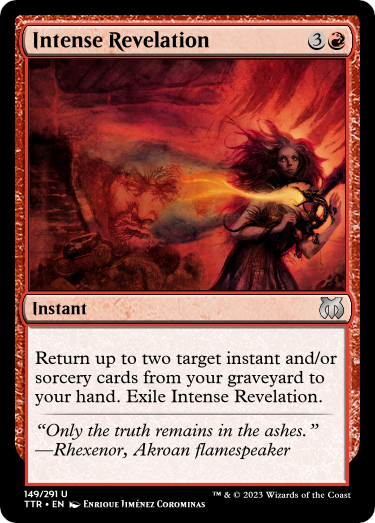 Intense Revelation 3
Instant
Return up to two target instant and/or
sorcery cards from your graveyard to
your hand. Exile Intense Revelation.
“Only the truth remains in the ashes.”
—Rhexenor, Akroan flamespeaker
149/291 U
TTR • EN Enrique Jiménez Corominas
™ & © 2023 Wizards of the Coast